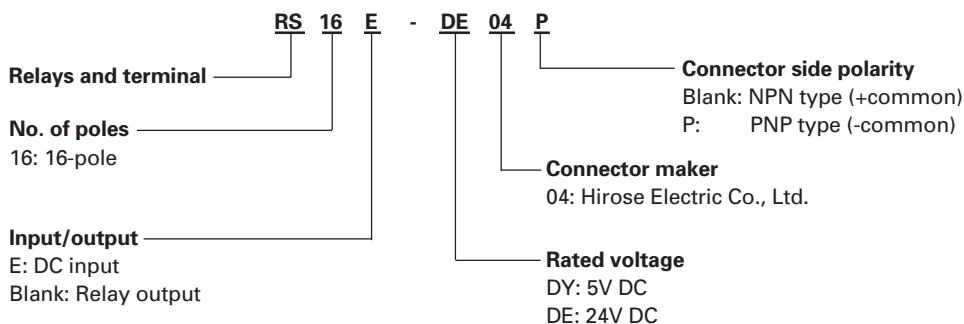 RS 16 E - DE 04 P
Relays and terminal
No. of poles
16: 16-pole
Input/output
E: DC input
Blank: Relay output
Connector side polarity
Blank: NPN type (+common)
P: PNP type (-common)
Connector maker
04: Hirose Electric Co., Ltd.
Rated voltage
DY: 5V DC
DE: 24V DC